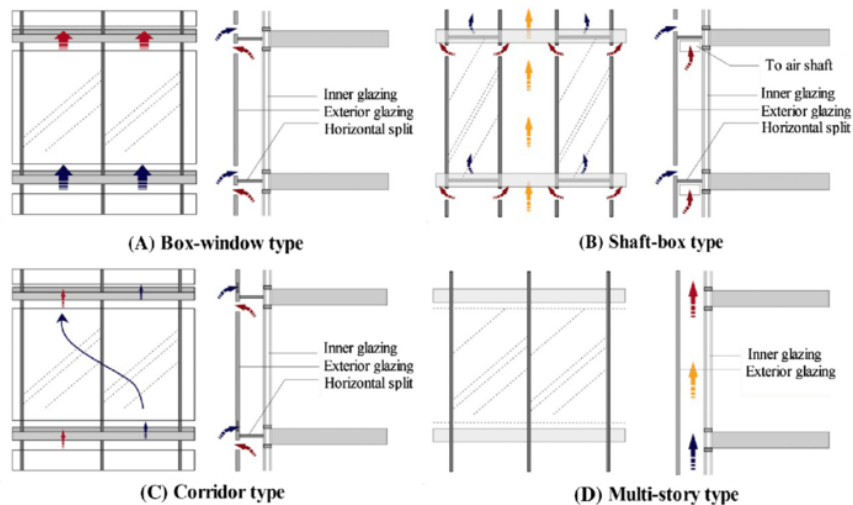 Inner glazing
Exterior glazing
Horizontal split
(A) Box-window type
To air shaft
Inner glazing
Exterior glazing
Horizontal split
(B) Shaft-box type
Inner glazing
Exterior glazing
Horizontal split
(C) Corridor type
Inner glazing
Exterior glazing
(D) Multi-story type